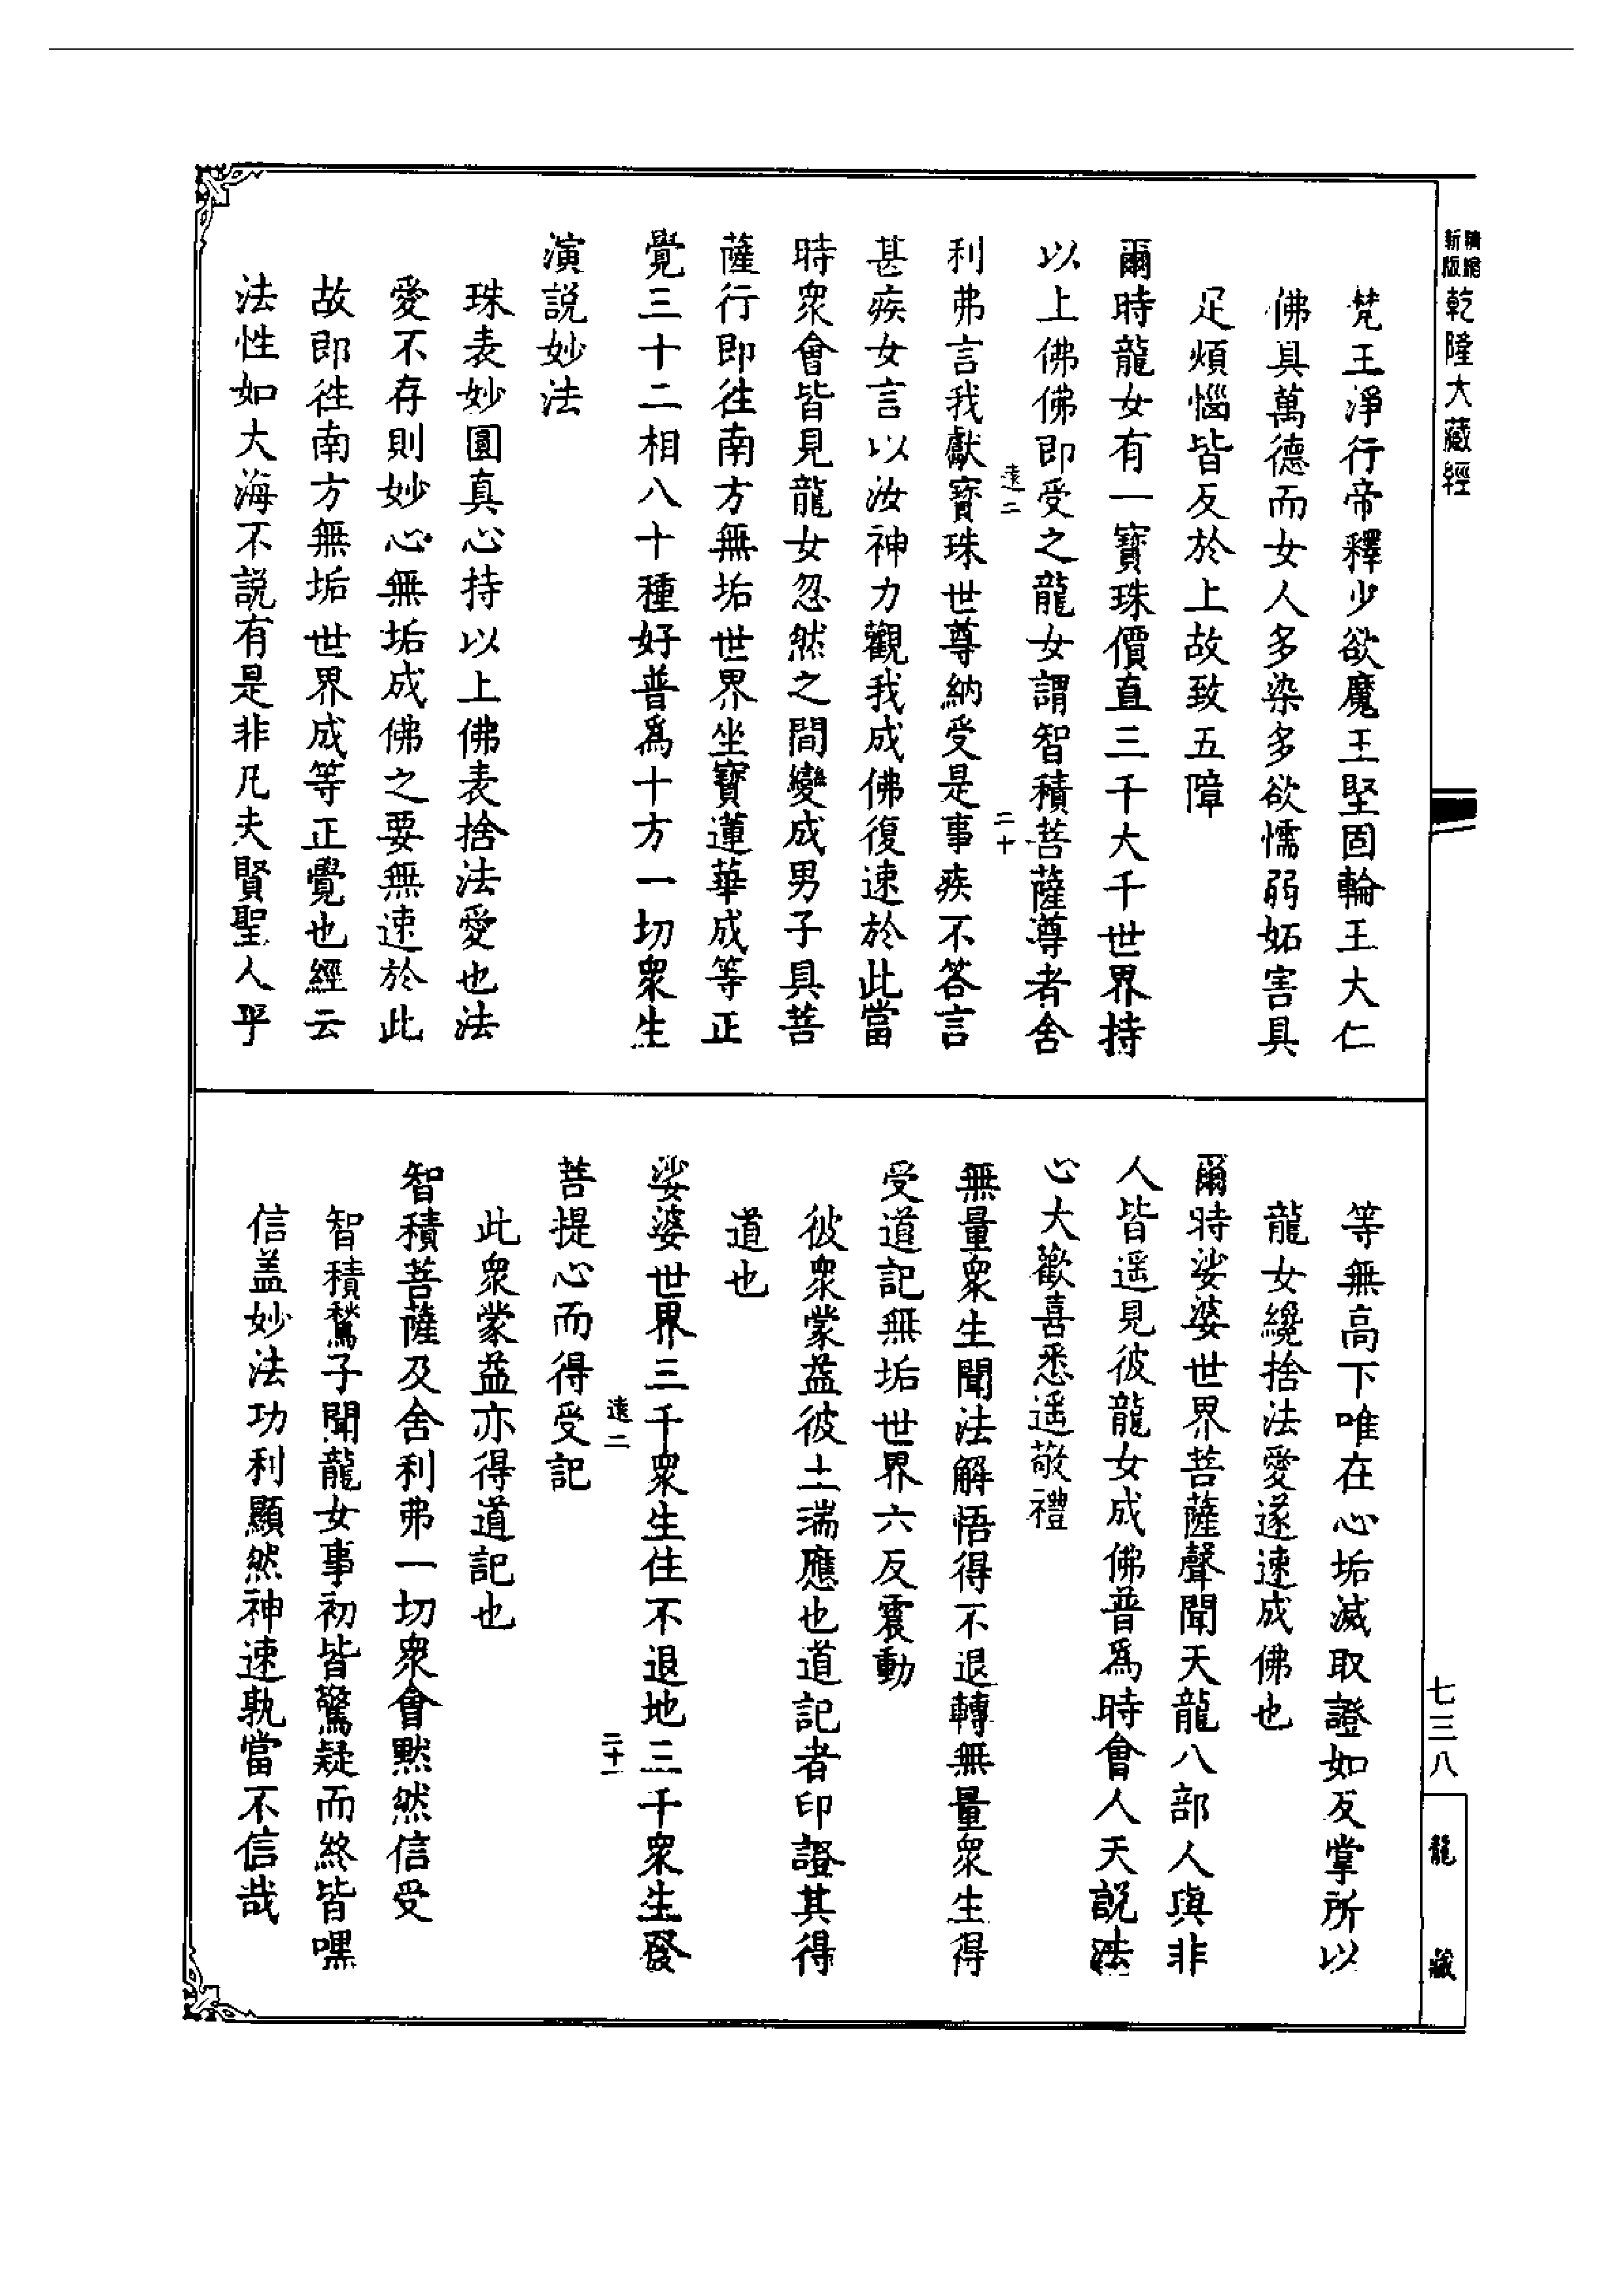 精縮
新版
乾隆大藏經
梵王淨行帝釋少欲魔王堅固輪王大仁
佛具萬德而女人多染多欲懦弱妬害具
足煩惱皆反於上故致五障
爾時龍女有一寶珠價直三千大千世界持
以上佛佛即受之龍女謂智積菩薩尊者舍
遠二
二十
利弗言我獻寶珠世尊納受是事疾不答言
甚疾女言以汝神力觀我成佛復速於此當
時衆會皆見龍女忽然之間變成男子具菩
薩行即往南方無垢世界坐寶蓮華成等正
覺三十二相八十種好普爲十方一切衆生
演説妙法
珠表妙圓真心持以上佛表捨法愛也法
愛不存則妙心無垢成佛之要無速於此
故即徃南方無垢世界成等正覺也經云
法性如大海不説有是非凡夫賢聖人平
等無高下唯在心垢滅取證如反掌所以
龍女纔捨法愛遂速成佛也
爾時娑婆世界菩薩聲聞天龍八部人與非
人皆遥見彼龍女成佛普爲時會人天説法
心大歡喜悉遥敬禮
無量衆生聞法解悟得不退轉無量衆生得
受道記無垢世界六反震動
彼衆蒙益彼土瑞應也道記者印證其得
道也
娑婆世界三千衆生住不退地三千衆生發
遠二
二十一
菩提心而得受記
此衆蒙益亦得道記也
智積菩薩及舍利弗一切衆會默然信受
智積鶖子聞龍女事初皆驚疑而終皆嘿
信盖妙法功利顯然神速孰當不信哉
七三八
龍藏